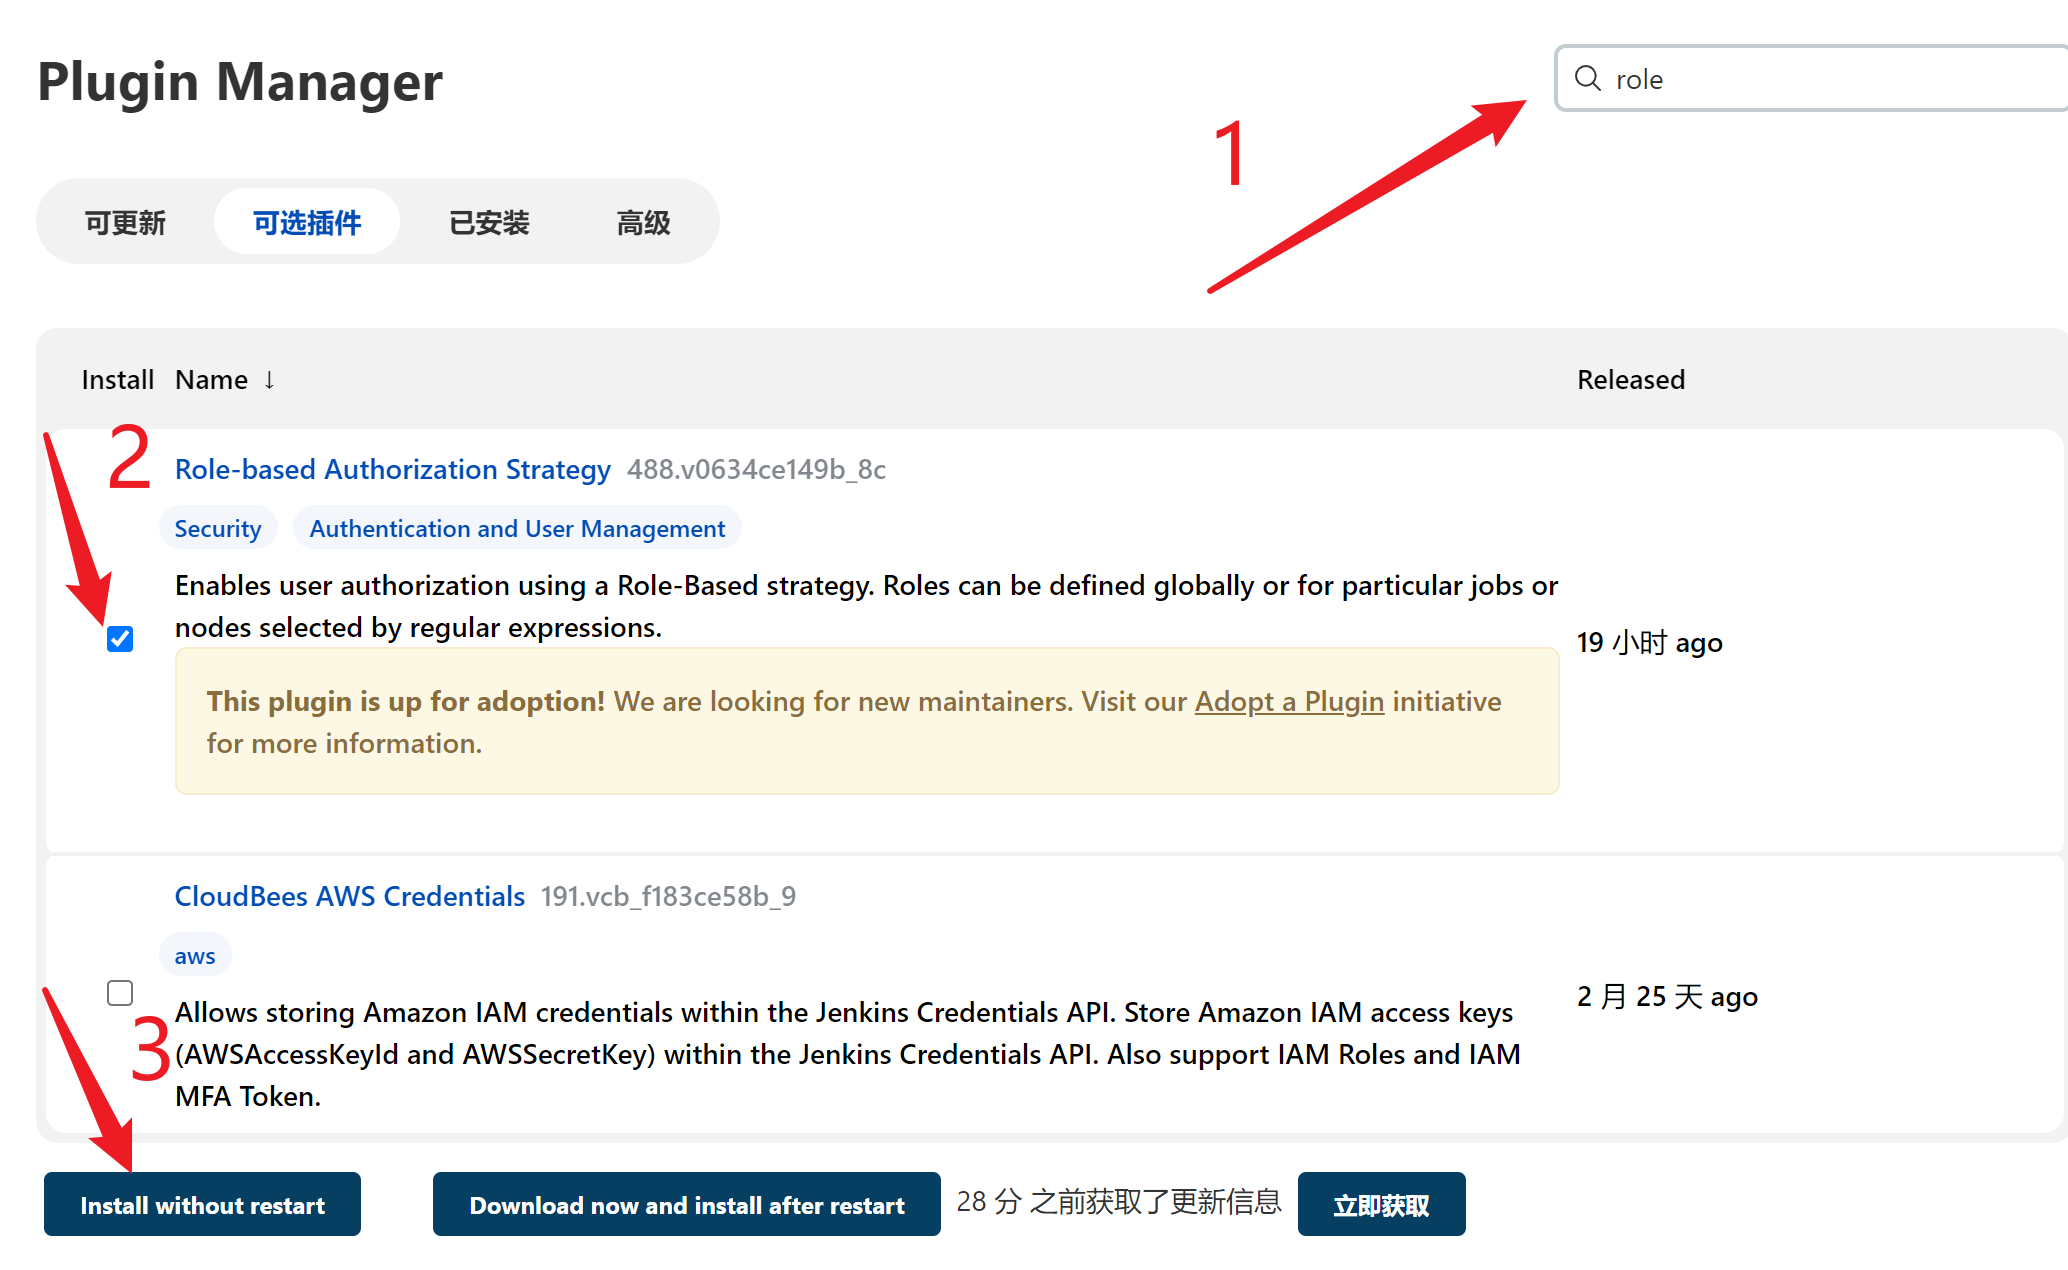 Plugin Manager
role
1
可更新
可选插件
已安装
高级
Install Name ↓ Released
2
Role-based Authorization Strategy 488.v0634ce149b_8c
Security Authentication and User Management
Enables user authorization using a Role-Based strategy. Roles can be defined globally or for particular jobs or
nodes selected by regular expressions.
19 小时 ago
This plugin is up for adoption! We are looking for new maintainers. Visit our Adopt a Plugin initiative
for more information.
CloudBees AWS Credentials 191.vcb_f183ce58b_9
aws
2 月 25 天 ago
3
Allows storing Amazon IAM credentials within the Jenkins Credentials API. Store Amazon IAM access keys
(AWSAccessKeyId and AWSSecretKey) within the Jenkins Credentials API. Also support IAM Roles and IAM
MFA Token.
Install without restart
Download now and install after restart
28 分 之前获取了更新信息
立即获取